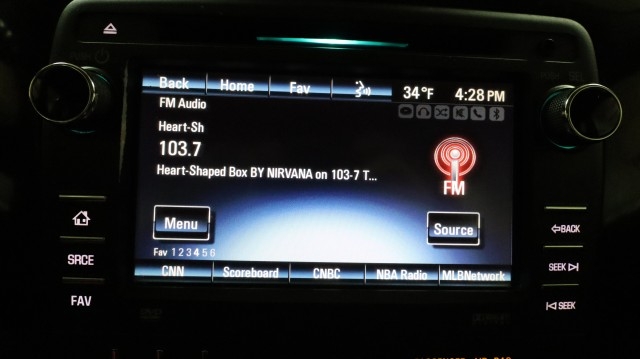 Back Home Fav 34°F 4:28 PM
FM Audio
Heart-Sh
103.7
Heart-Shaped Box BY NIRVANA on 103-7 T...
FM
Menu Source
Fav 1 2 3 4 5 6
CNN Scoreboard CNBC NBA Radio MLBNetwork
SRCE
FAV
BACK
SEEK
SEEK